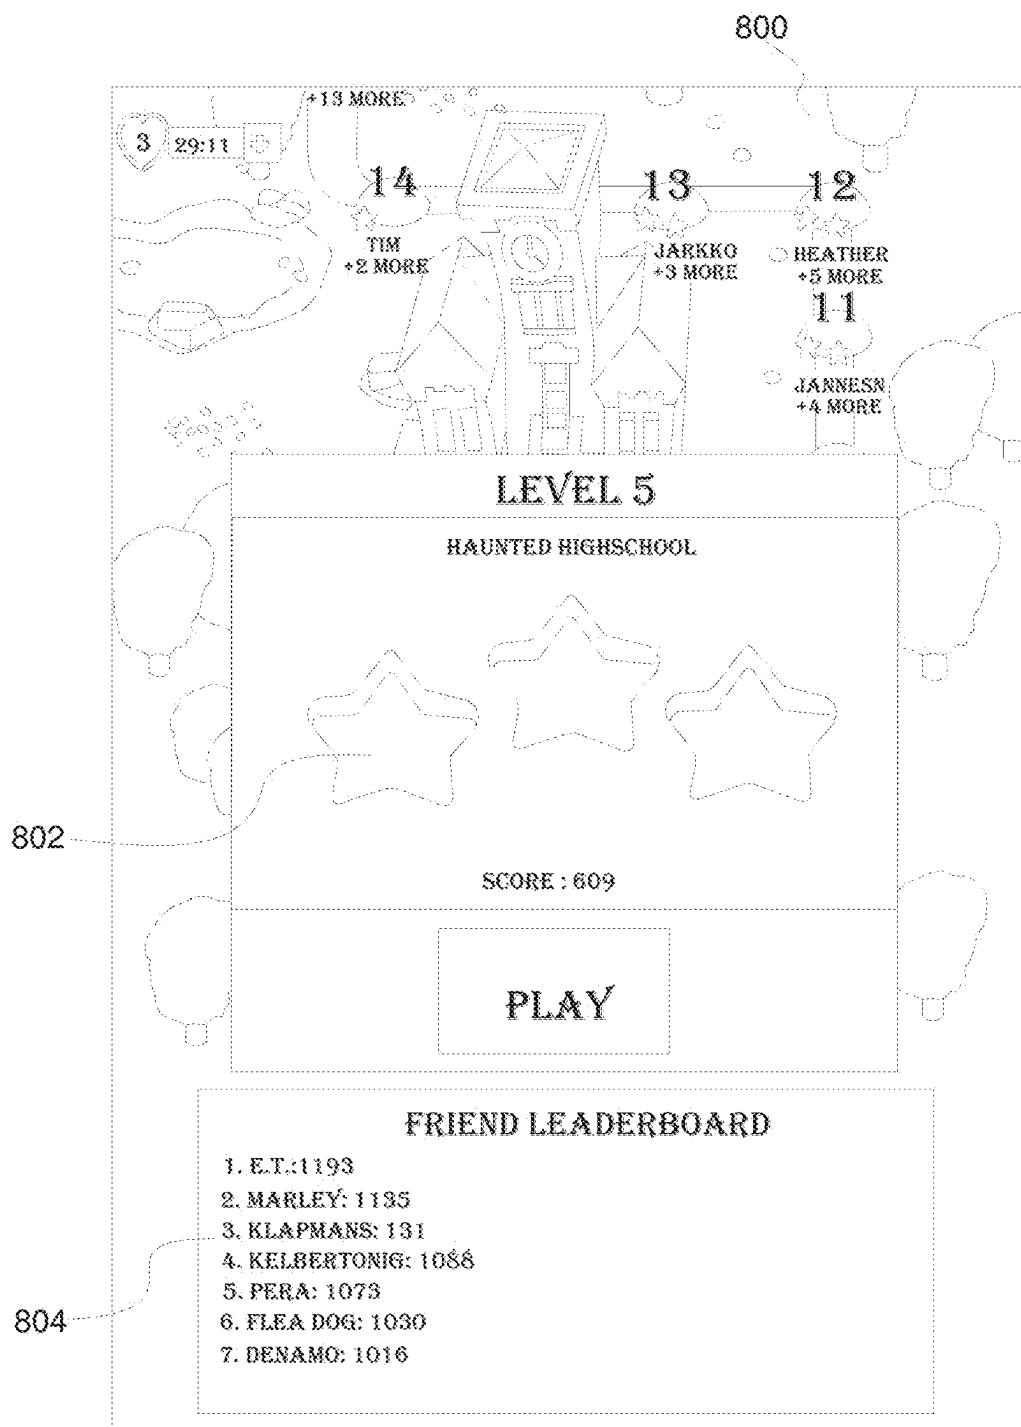 800
+13 MORE
3 29:11
14 13 12
TIM
+2 MORE
JARKKO
+3 MORE
HEATHER
+5 MORE
11
JANNESN
+4 MORE
LEVEL 5
HAUNTED HIGHSCHOOL
802
SCORE : 609
PLAY
FRIEND LEADERBOARD
1. E.T.:1193
2. MARLEY: 1135
3. KLAPMANS: 131
4. KELBERTONIG: 1088
5. PERA: 1073
6. FLEA DOG: 1030
7. DENAMO: 1016
804